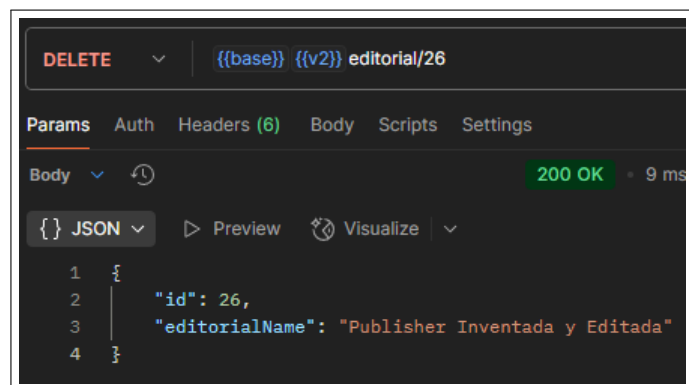 DELETE {{base}} {{v2}} editorial/26
Params Auth Headers (6) Body Scripts Settings
Body 200 OK • 9 ms
{} JSON Preview Visualize
1 {
2 "id": 26,
3 "editorialName": "Publisher Inventada y Editada"
4 }